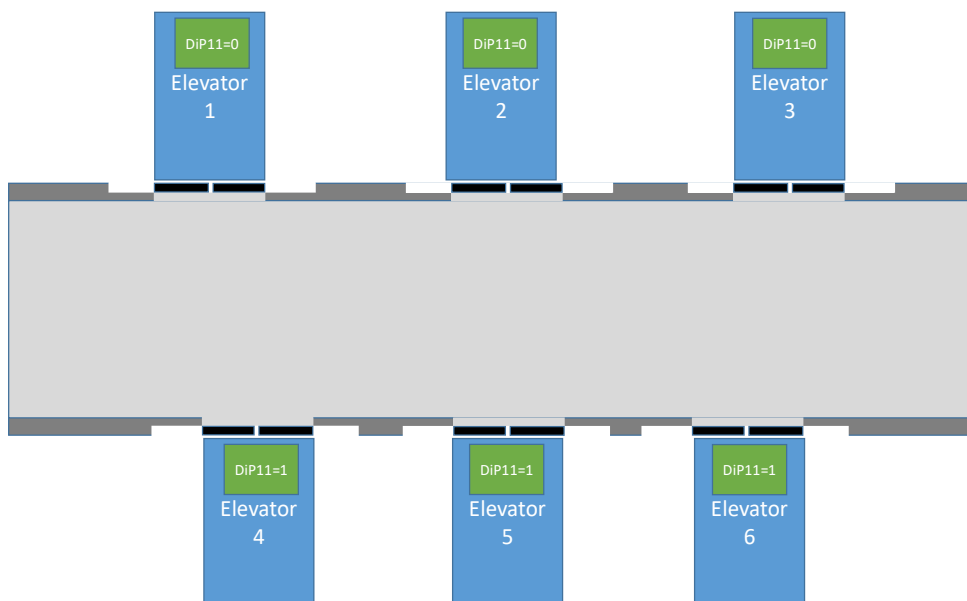 DiP11=0
Elevator
1
DiP11=0
Elevator
2
DiP11=0
Elevator
3
DiP11=1
Elevator
4
DiP11=1
Elevator
5
DiP11=1
Elevator
6